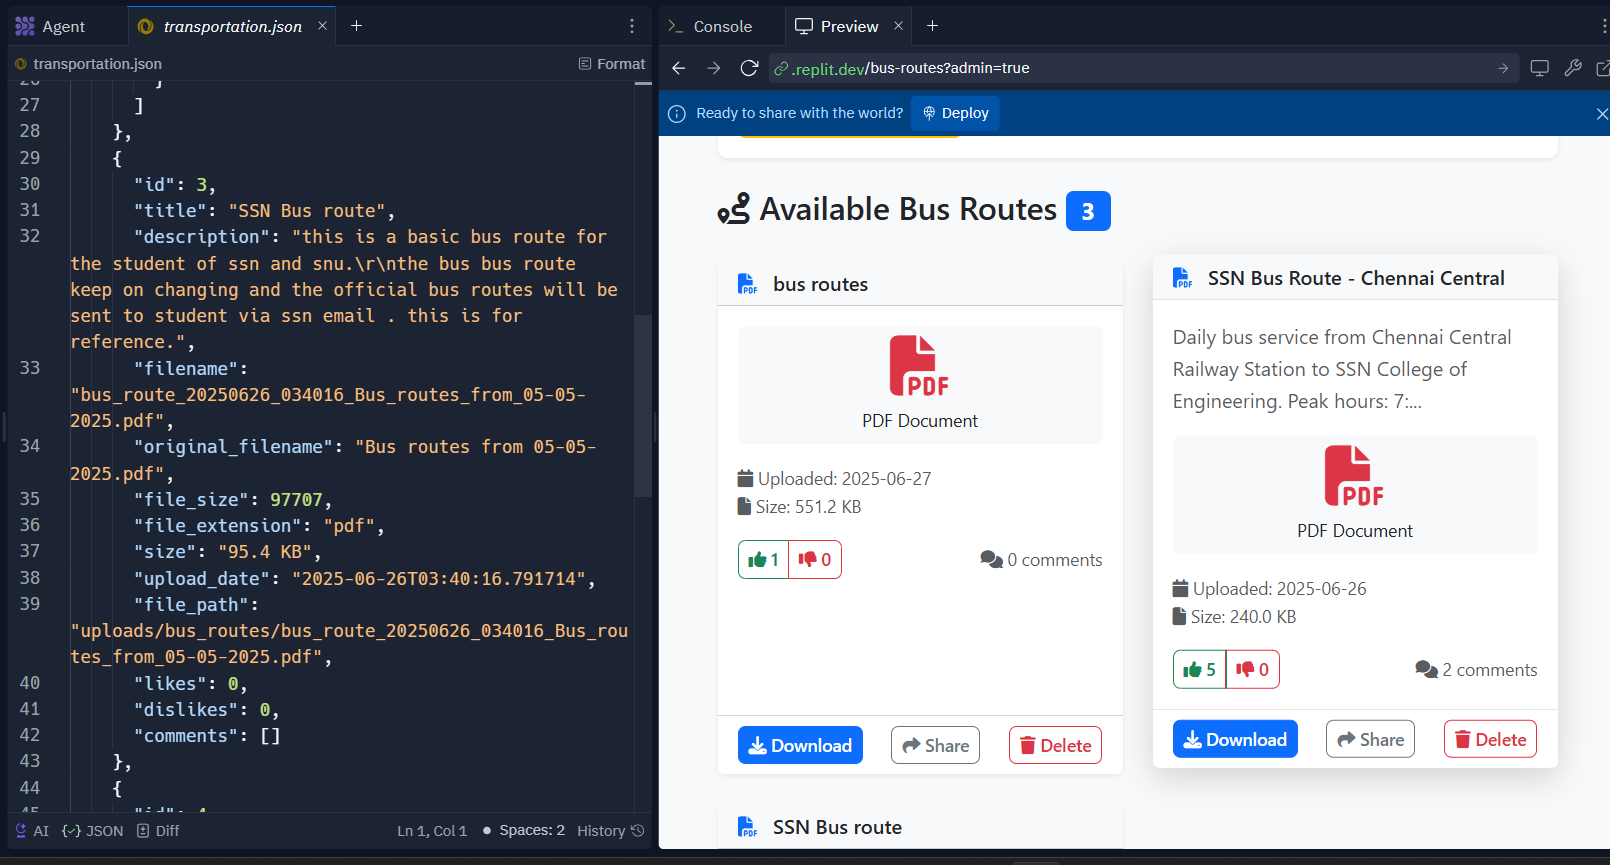 Agent
transportation.json
transportation.json
Format
27 ]
28 },
29 {
30 "id": 3,
31 "title": "SSN Bus route",
32 "description": "this is a basic bus route for
the student of ssn and snu.\r\nthe bus bus route
keep on changing and the official bus routes will be
sent to student via ssn email . this is for
reference.",
33 "filename":
"bus_route_20250626_034016_Bus_routes_from_05-05-
2025.pdf",
34 "original_filename": "Bus routes from 05-05-
2025.pdf",
35 "file_size": 97707,
36 "file_extension": "pdf",
37 "size": "95.4 KB",
38 "upload_date": "2025-06-26T03:40:16.791714",
39 "file_path":
"uploads/bus_routes/bus_route_20250626_034016_Bus_rou
tes_from_05-05-2025.pdf",
40 "likes": 0,
41 "dislikes": 0,
42 "comments": []
43 },
44 {
AI JSON Diff Ln 1, Col 1 Spaces: 2 History
Console Preview
.replit.dev/bus-routes?admin=true
Ready to share with the world? Deploy
Available Bus Routes 3
bus routes
PDF
PDF Document
Uploaded: 2025-06-27
Size: 551.2 KB
1 0 0 comments
Download Share Delete
SSN Bus Route - Chennai Central
Daily bus service from Chennai Central
Railway Station to SSN College of
Engineering. Peak hours: 7:...
PDF
PDF Document
Uploaded: 2025-06-26
Size: 240.0 KB
5 0 2 comments
Download Share Delete
SSN Bus route